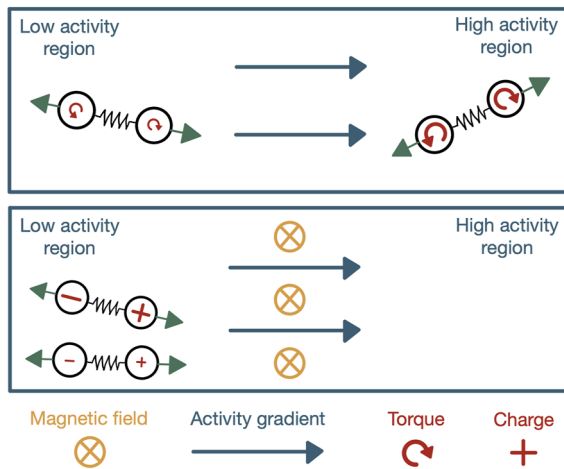 Low activity
region
High activity
region
Low activity
region
High activity
region
− +
- +
Magnetic field
Activity gradient
Torque
Charge
+